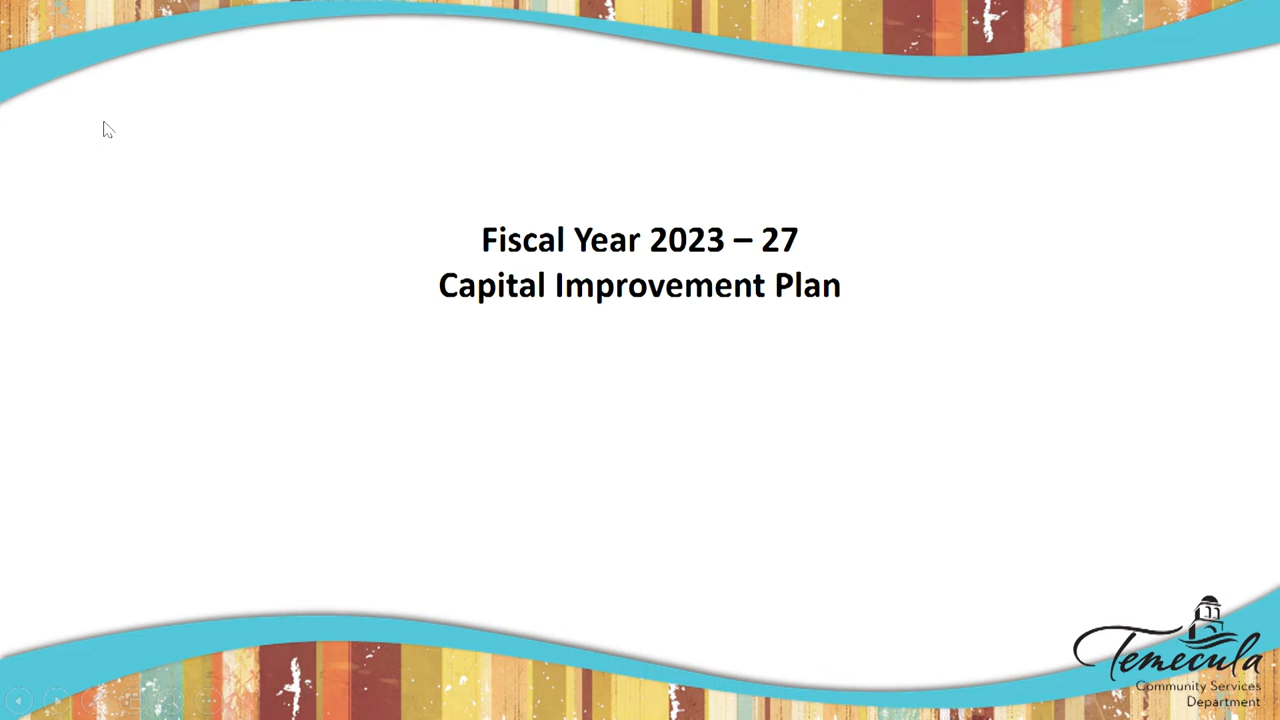 Fiscal Year 2023 – 27
Capital Improvement Plan
Temecula
Community Services
Department